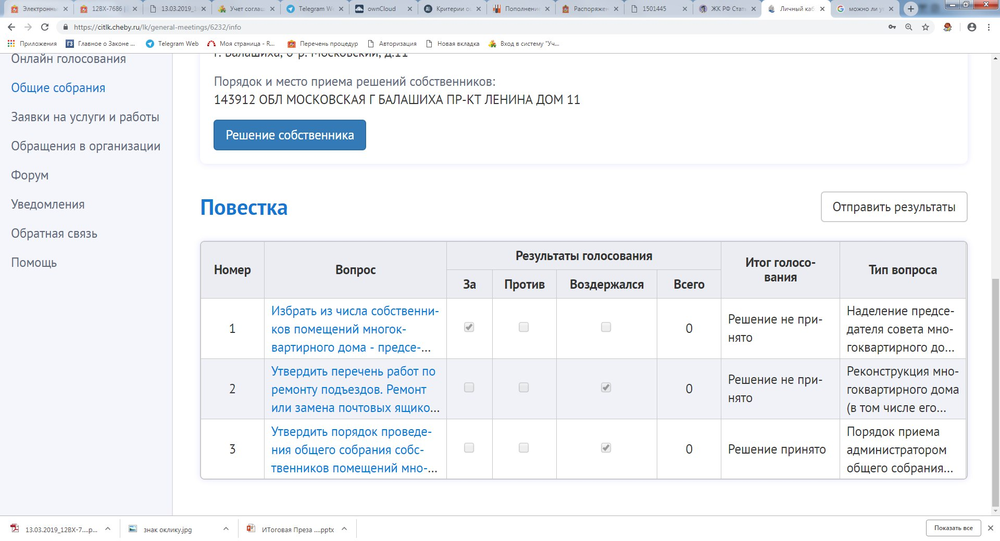 Электронны
12ВХ-7686 |
13.03.2019_1
Учет соглаш
Telegram We
ownCloud
Критерии о
Пополнение
Распоряжен
1501445
ЖК РФ Стать
Личный каб
можно ли ув
https://citlk.cheby.ru/lk/general-meetings/6232/info
Приложения
Главное о Законе ...
Telegram Web
Моя страница - R...
Перечень процедур
Авторизация
Новая вкладка
Вход в систему "Уч...
Онлайн голосования
Общие собрания
Заявки на услуги и работы
Обращения в организации
Форум
Уведомления
Обратная связь
Помощь
г. Балашиха, б-р. Московский, д.11
Порядок и место приема решений собственников:
143912 ОБЛ МОСКОВСКАЯ Г БАЛАШИХА ПР-КТ ЛЕНИНА ДОМ 11
Решение собственника
Повестка
Отправить результаты
Номер
Вопрос
Результаты голосования
За
Против
Воздержался
Всего
Итог голосо-
вания
Тип вопроса
1
Избрать из числа собственни-
ков помещений многок-
вартирного дома - предсе-...
0
Решение не при-
нято
Наделение предсе-
дателя совета мно-
гоквартирного до...
2
Утвердить перечень работ по
ремонту подъездов. Ремонт
или замена почтовых ящико...
0
Решение не при-
нято
Реконструкция мно-
гоквартирного дома
(в том числе его...
3
Утвердить порядок проведе-
ния общего собрания собс-
твенников помещений мно-...
0
Решение принято
Порядок приема
администратором
общего собрания...
13.03.2019_12ВХ-7....p...
знак оклику.jpg
ИТоговая Преза ....pptx
Показать все